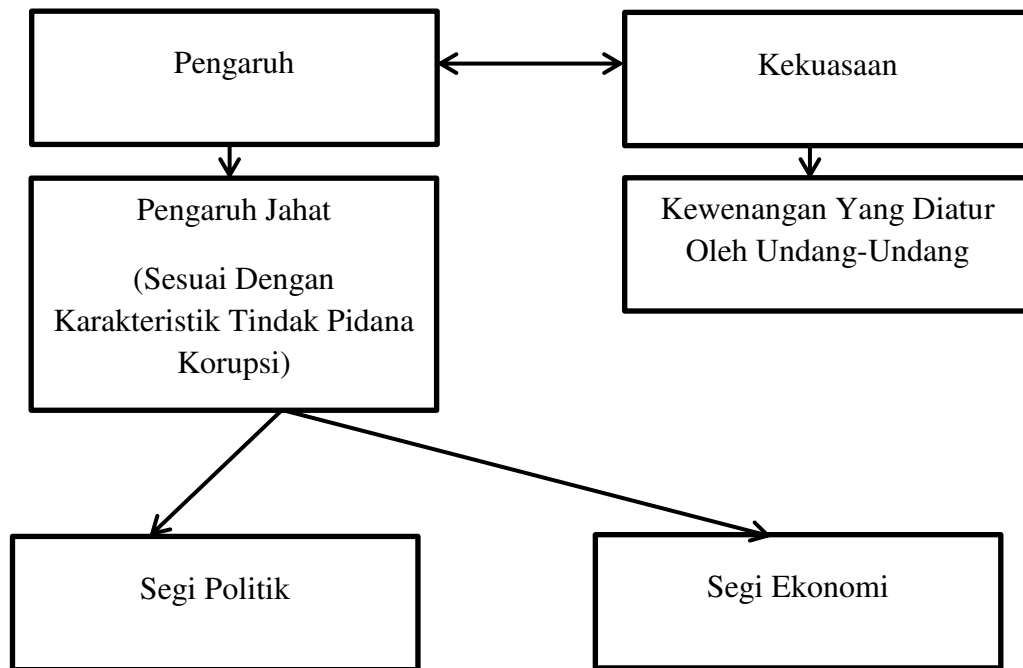 Pengaruh
Kekuasaan
Pengaruh Jahat
(Sesuai Dengan
Karakteristik Tindak Pidana
Korupsi)
Kewenangan Yang Diatur
Oleh Undang-Undang
Segi Politik
Segi Ekonomi